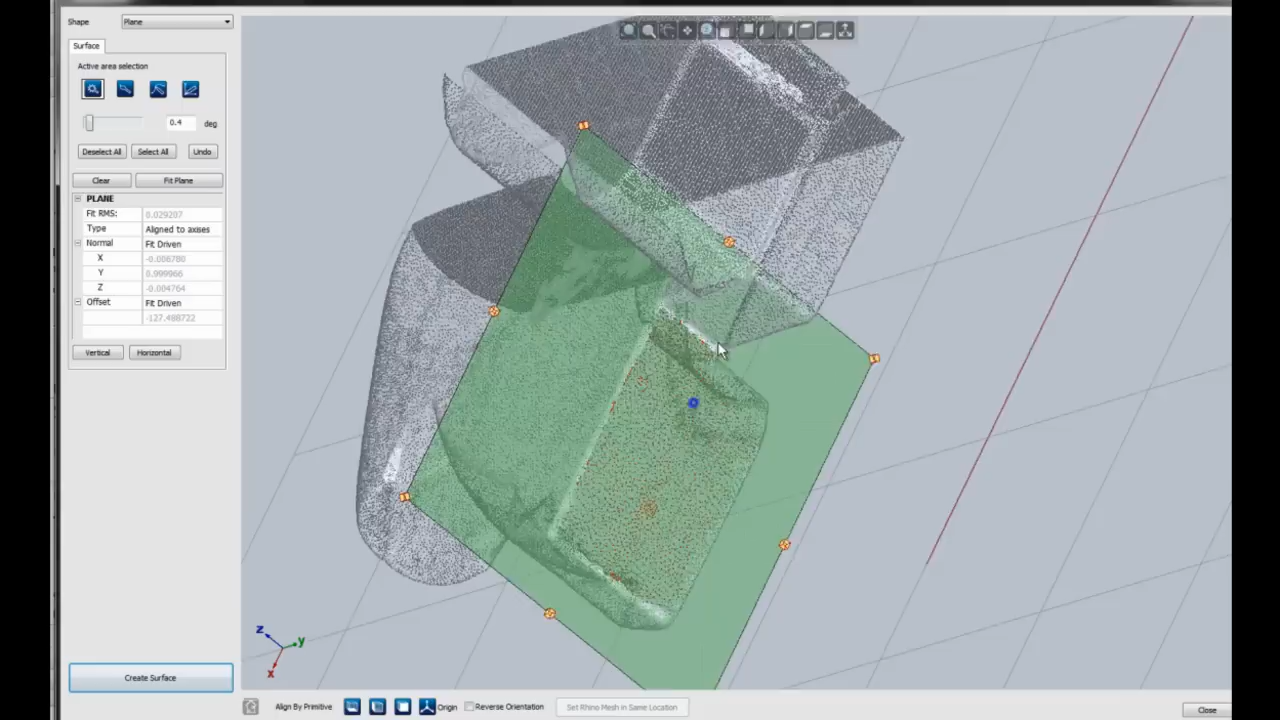 Shape Plane
Surface
Active area selection
0.4 deg
Deselect All Select All Undo
Clear Fit Plane
PLANE
Fit RMS: 0.029207
Type Aligned to axises
Normal Fit Driven
X -0.006780
Y 0.999966
Z -0.004764
Offset Fit Driven
-127.488722
Vertical Horizontal
z
y
x
Create Surface
Align By Primitive Origin Reverse Orientation Set Rhino Mesh in Same Location Close